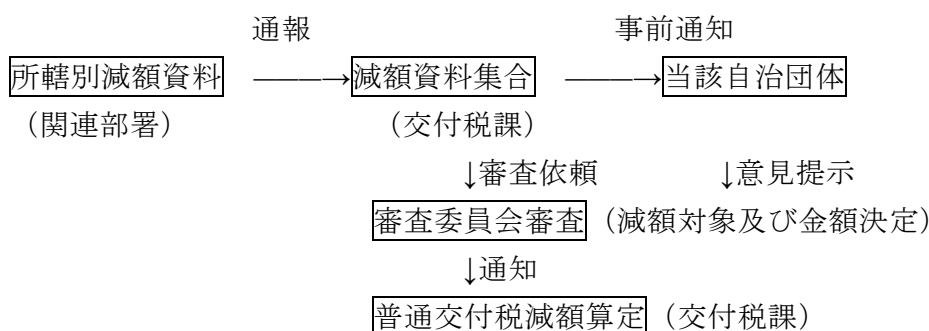 通報 事前通知
所轄別減額資料 ―――→減額資料集合 ―――→当該自治団体
（関連部署） （交付税課）
↓審査依頼 ↓意見提示
審査委員会審査（減額対象及び金額決定）
↓通知
普通交付税減額算定（交付税課）